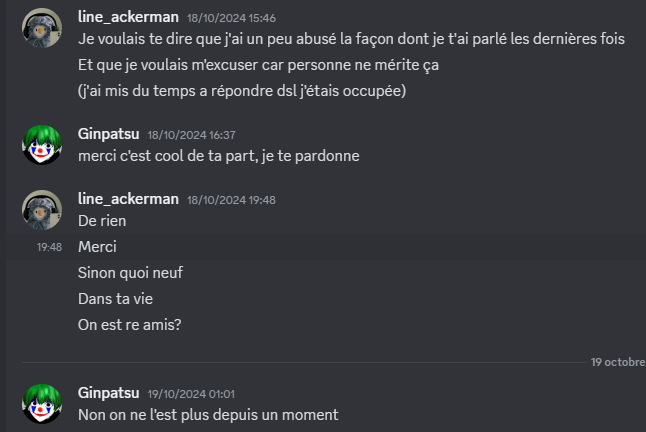 line_ackerman 18/10/2024 15:46
Je voulais te dire que j'ai un peu abusé la façon dont je t'ai parlé les dernières fois
Et que je voulais m'excuser car personne ne mérite ça
(j'ai mis du temps a répondre dsl j'étais occupée)
Ginpatsu 18/10/2024 16:37
merci c'est cool de ta part, je te pardonne
line_ackerman 18/10/2024 19:48
De rien
19:48 Merci
Sinon quoi neuf
Dans ta vie
On est re amis?
19 octobre
Ginpatsu 19/10/2024 01:01
Non on ne l'est plus depuis un moment